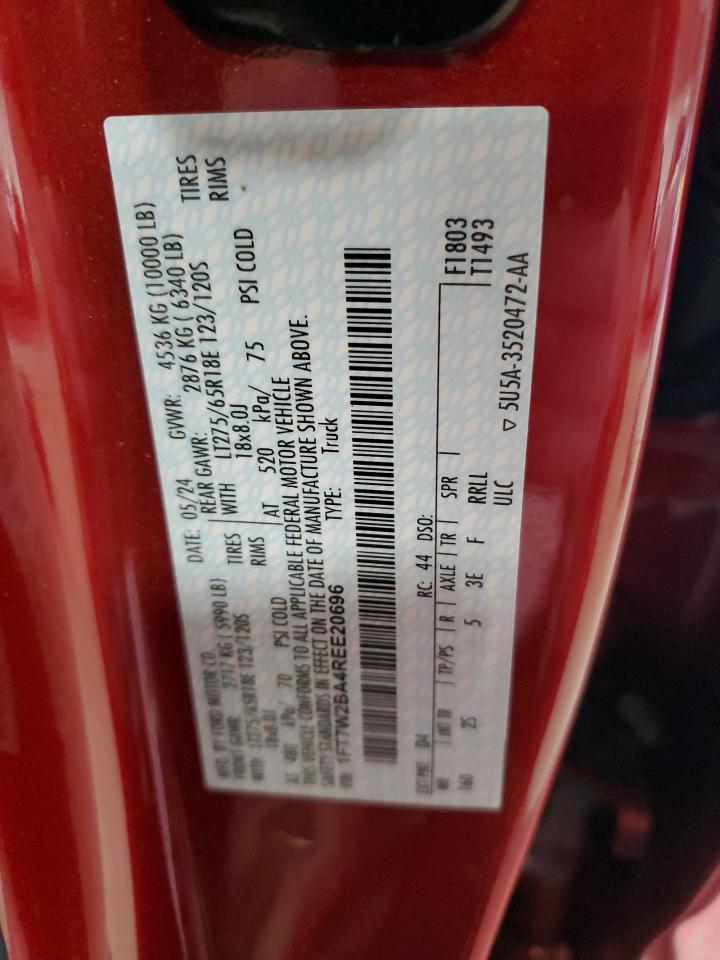 MFD. BY FORD MOTOR CO.
DATE: 05/24 GVWR: 4536 KG (10000 LB)
FRONT GAWR: 2717 KG ( 5990 LB) REAR GAWR: 2876 KG ( 6340 LB)
WITH LT275/65R18E 123/120S TIRES WITH LT275/65R18E 123/120S TIRES
18x8.0J RIMS 18x8.0J RIMS
AT 480 kPa/ 70 PSI COLD AT 520 kPa/ 75 PSI COLD
THIS VEHICLE CONFORMS TO ALL APPLICABLE FEDERAL MOTOR VEHICLE
SAFETY STANDARDS IN EFFECT ON THE DATE OF MANUFACTURE SHOWN ABOVE.
VIN: 1FT7W2BA4REE20696 TYPE: Truck
EXT PNT: D4 RC: 44 DSO:
WB INT TR TP/PS R AXLE TR SPR F1803
160 2S 5 3E F RRLL T1493
ULC
▽ 5U5A-3520472-AA